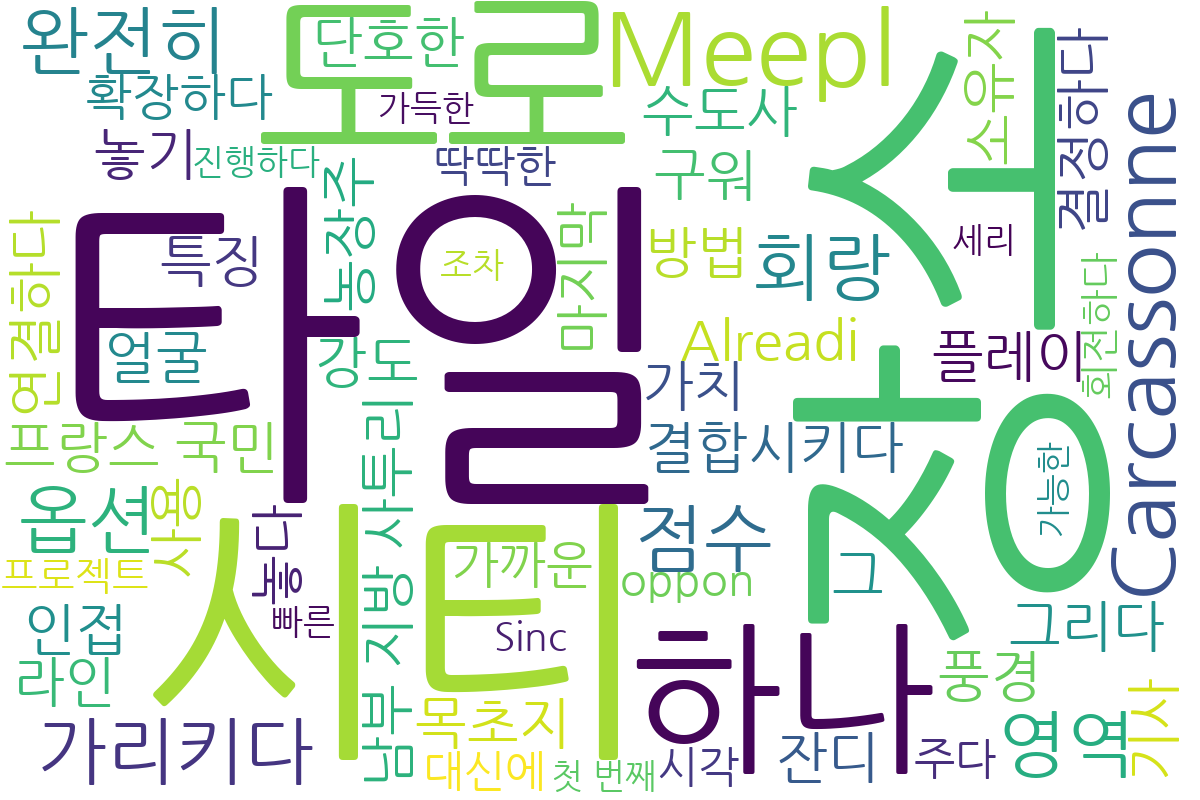 완전히
단호한
도로
Meepl
수장
소유자
결정하다
확장하다
가득한
수도사
Carcassonne
놓기
진행하다
딱딱한
구워
농장주
타일
마지막
연결하다
특징
조차
방법
회랑
세리
회전하다
얼굴
강도
Alreadi
플레이
가치
프랑스 국민
남부 지방 사투리
결합시키다
가능한
옵션
사용
놓다
시티
가까운
점수
그
프로젝트
oppon
인접
빠른
Sinc
하나
그리다
라인
풍경
가리키다
목초지
영역
기사
대신에
첫 번째
시각
잔디
주다